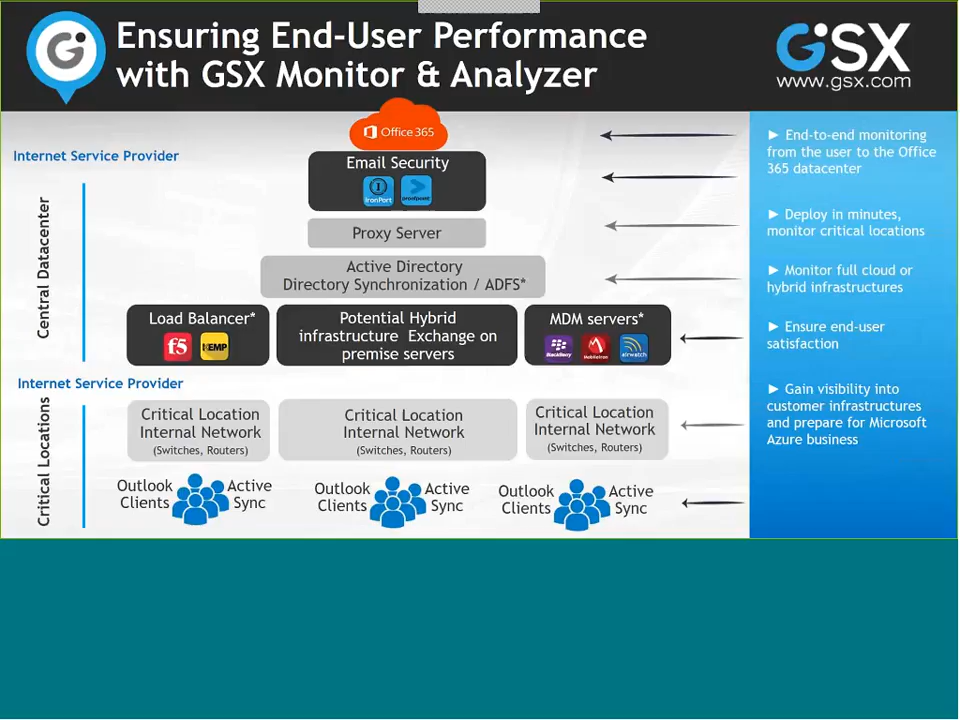 Ensuring End-User Performance
with GSX Monitor & Analyzer
GSX
www.gsx.com
Office 365
Internet Service Provider
Email Security
IronPort
proofpoint
Proxy Server
Active Directory
Directory Synchronization / ADFS*
Central Datacenter
Load Balancer*
f5
KEMP
Potential Hybrid
infrastructure Exchange on
premise servers
MDM servers*
BlackBerry
MobileIron
airwatch
Internet Service Provider
Critical Locations
Critical Location
Internal Network
(Switches, Routers)
Critical Location
Internal Network
(Switches, Routers)
Critical Location
Internal Network
(Switches, Routers)
Outlook
Clients
Active
Sync
Outlook
Clients
Active
Sync
Outlook
Clients
Active
Sync
► End-to-end monitoring
from the user to the Office
365 datacenter
► Deploy in minutes,
monitor critical locations
► Monitor full cloud or
hybrid infrastructures
► Ensure end-user
satisfaction
► Gain visibility into
customer infrastructures
and prepare for Microsoft
Azure business